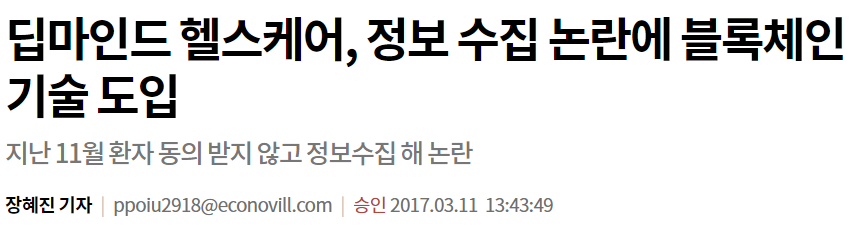 딥마인드 헬스케어, 정보 수집 논란에 블록체인
기술 도입
지난 11월 환자 동의 받지 않고 정보수집 해 논란
장혜진 기자 | ppoiu2918@econovill.com | 승인 2017.03.11 13:43:49